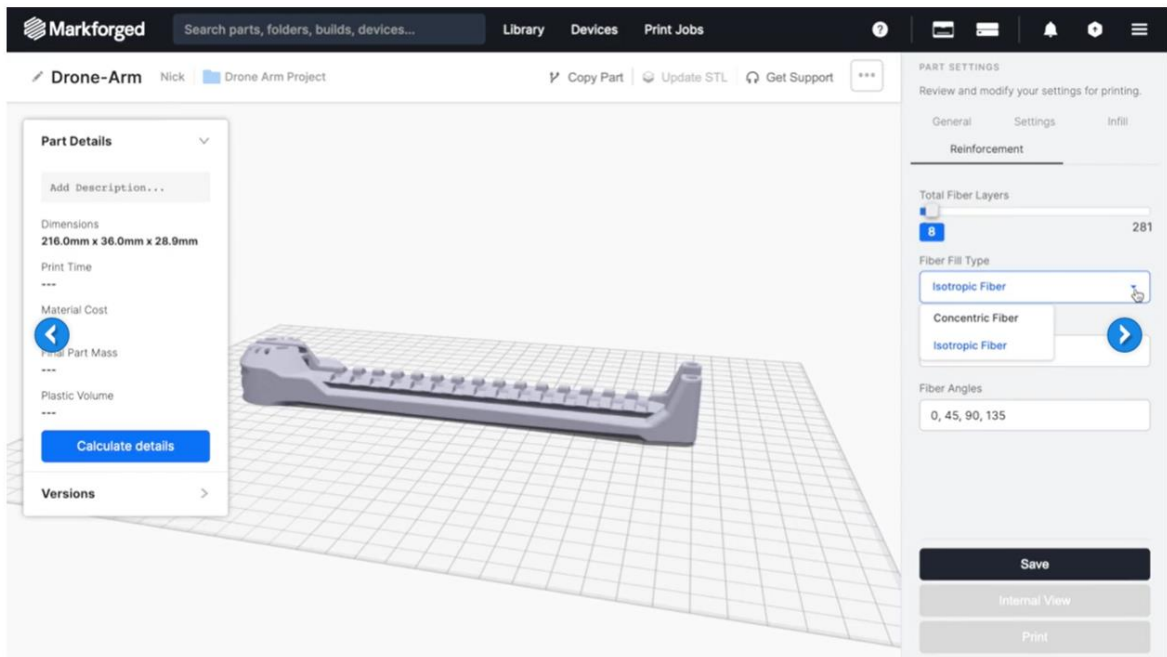 Markforged
Search parts, folders, builds, devices...
Library Devices Print Jobs
Drone-Arm Nick Drone Arm Project
Copy Part Update STL Get Support
Part Details
Add Description...
Dimensions
216.0mm x 36.0mm x 28.9mm
Print Time
---
Material Cost
Final Part Mass
---
Plastic Volume
---
Calculate details
Versions
PART SETTINGS
Review and modify your settings for printing.
General Settings Infill
Reinforcement
Total Fiber Layers
8 281
Fiber Fill Type
Isotropic Fiber
Concentric Fiber
Isotropic Fiber
Fiber Angles
0, 45, 90, 135
Save
Internal View
Print